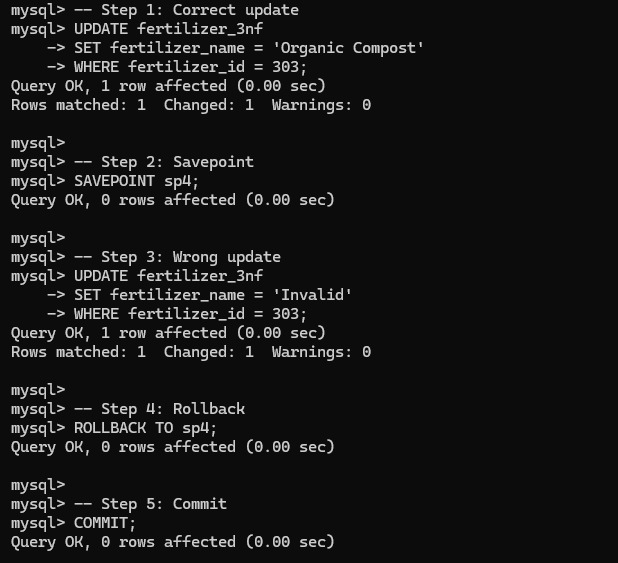 mysql> -- Step 1: Correct update
mysql> UPDATE fertilizer_3nf
    -> SET fertilizer_name = 'Organic Compost'
    -> WHERE fertilizer_id = 303;
Query OK, 1 row affected (0.00 sec)
Rows matched: 1  Changed: 1  Warnings: 0

mysql>
mysql> -- Step 2: Savepoint
mysql> SAVEPOINT sp4;
Query OK, 0 rows affected (0.00 sec)

mysql>
mysql> -- Step 3: Wrong update
mysql> UPDATE fertilizer_3nf
    -> SET fertilizer_name = 'Invalid'
    -> WHERE fertilizer_id = 303;
Query OK, 1 row affected (0.00 sec)
Rows matched: 1  Changed: 1  Warnings: 0

mysql>
mysql> -- Step 4: Rollback
mysql> ROLLBACK TO sp4;
Query OK, 0 rows affected (0.00 sec)

mysql>
mysql> -- Step 5: Commit
mysql> COMMIT;
Query OK, 0 rows affected (0.00 sec)